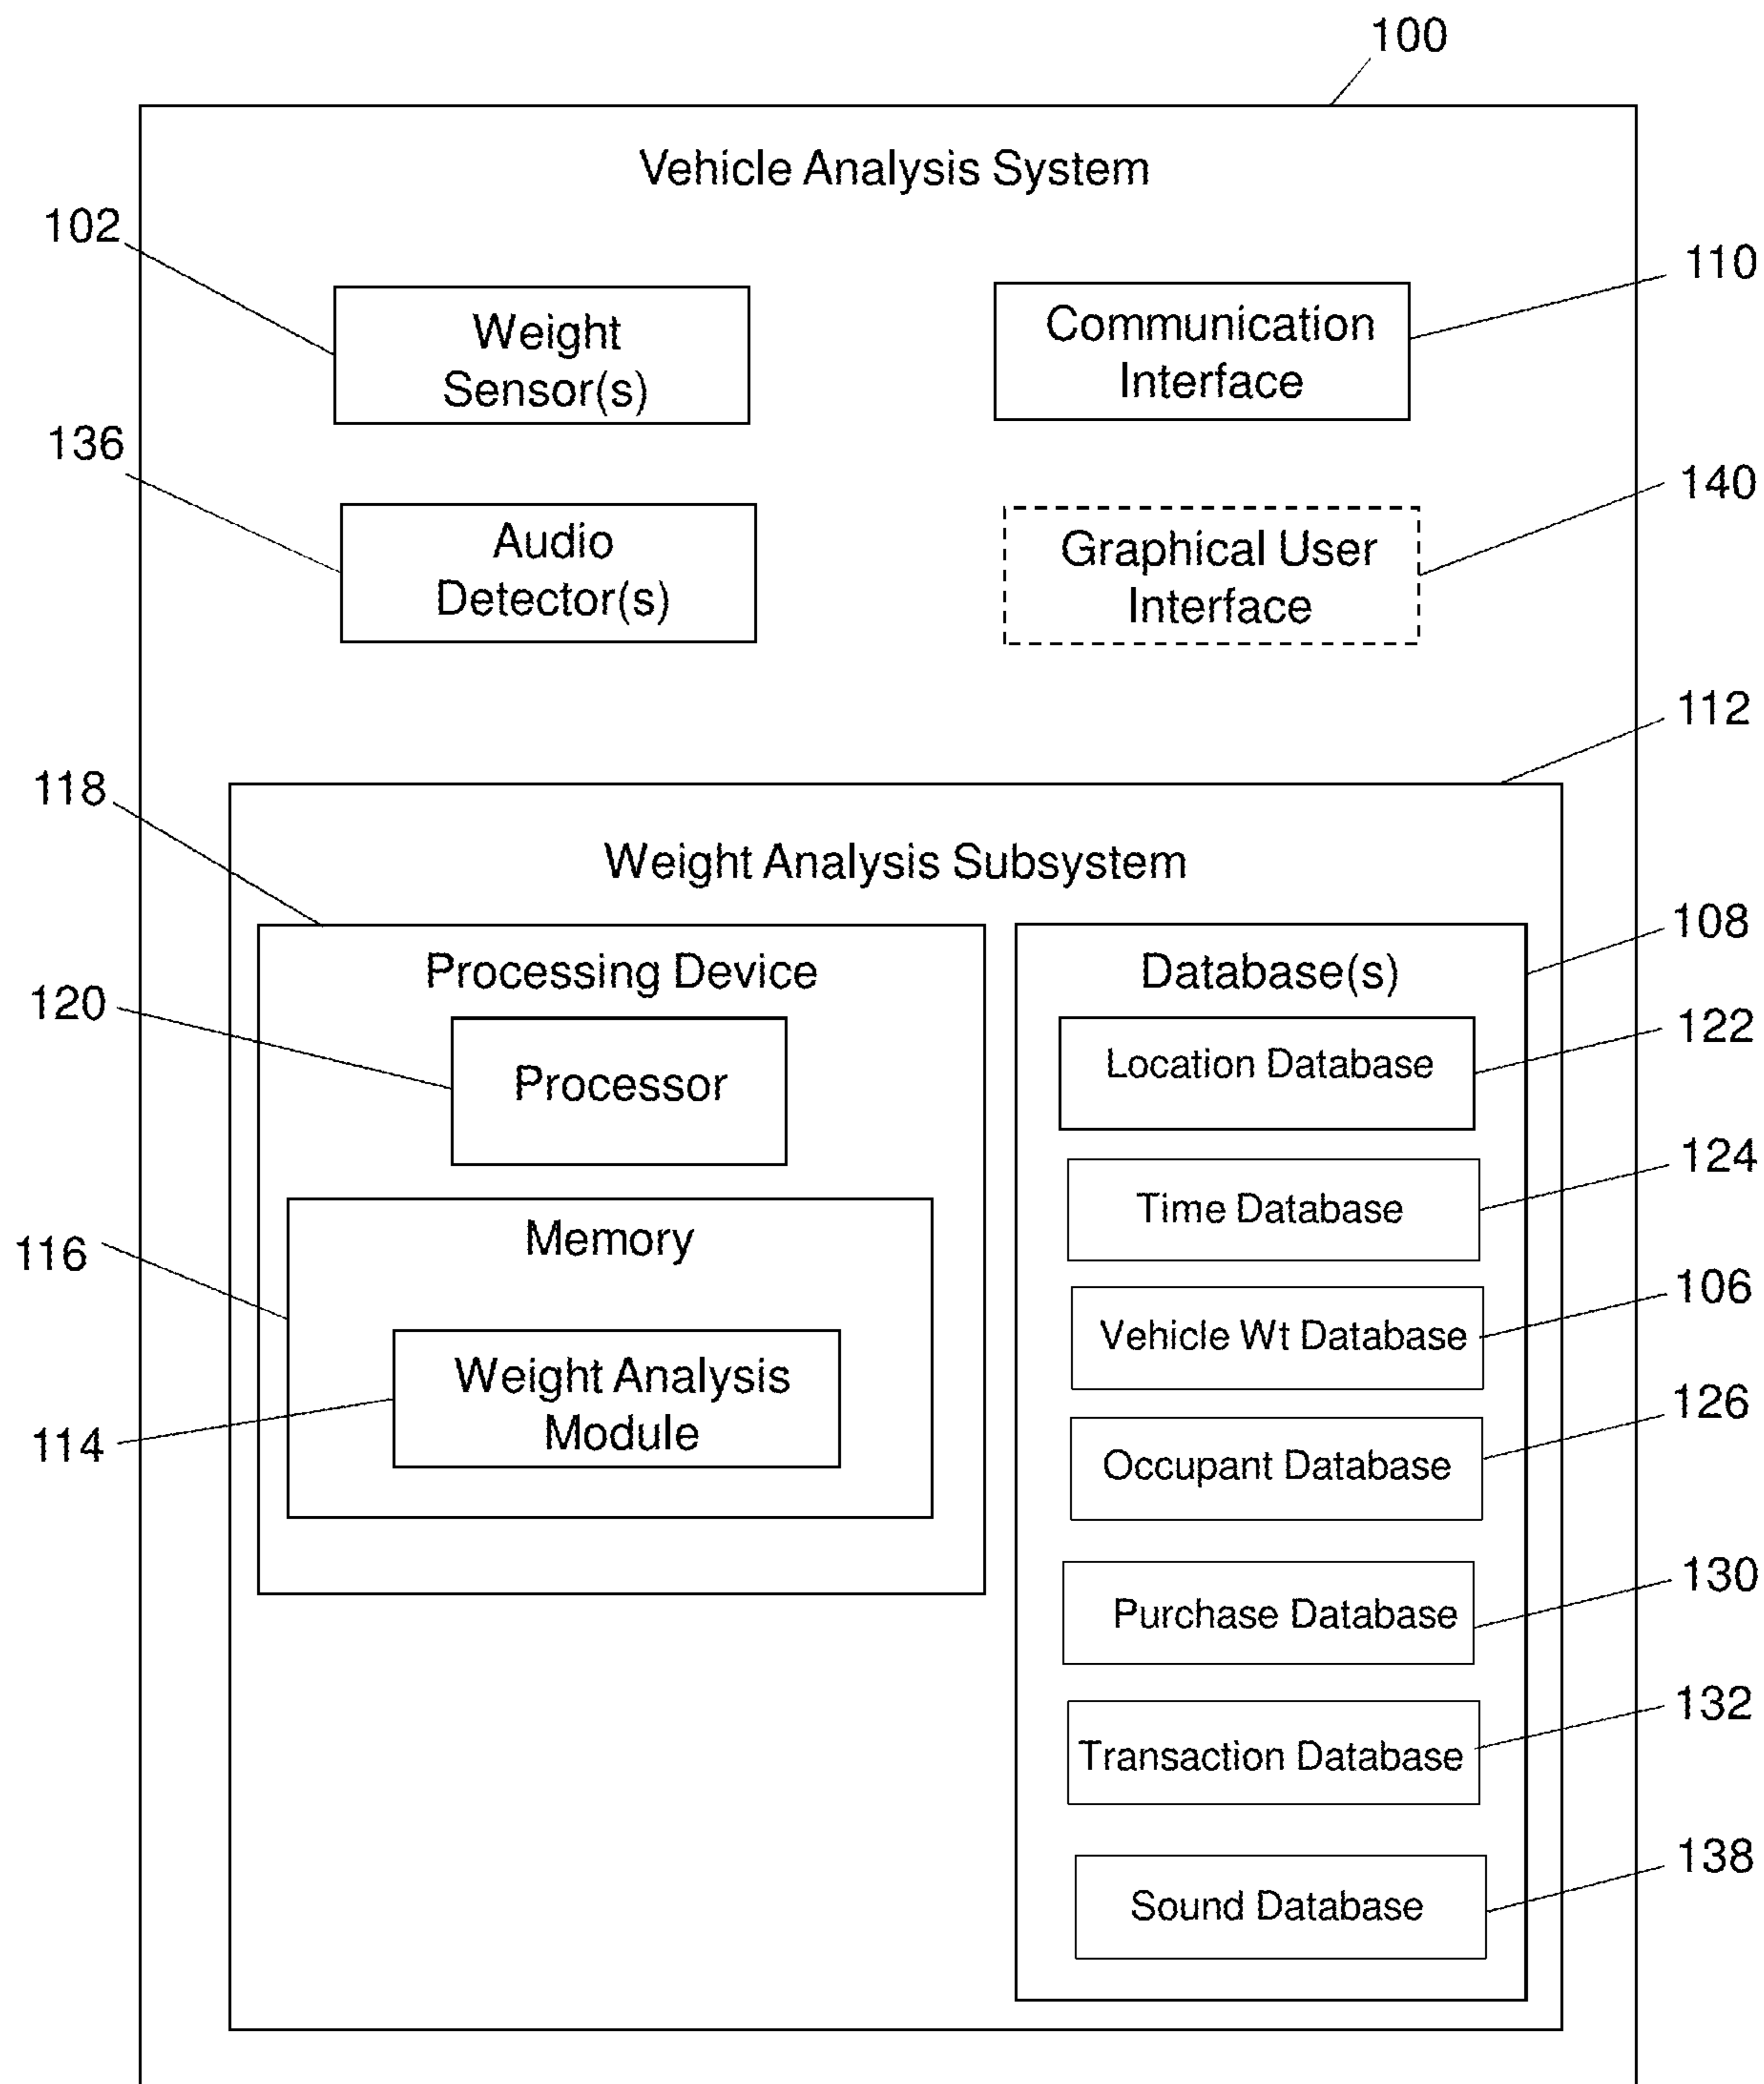 100
Vehicle Analysis System
102
110
Weight
Sensor(s)
Communication
Interface
136
140
Audio
Detector(s)
Graphical User
Interface
112
118
Weight Analysis Subsystem
108
Processing Device
Database(s)
120
122
Processor
Location Database
124
Time Database
116
Memory
106
Vehicle Wt Database
Weight Analysis
Module
114
126
Occupant Database
130
Purchase Database
132
Transaction Database
138
Sound Database